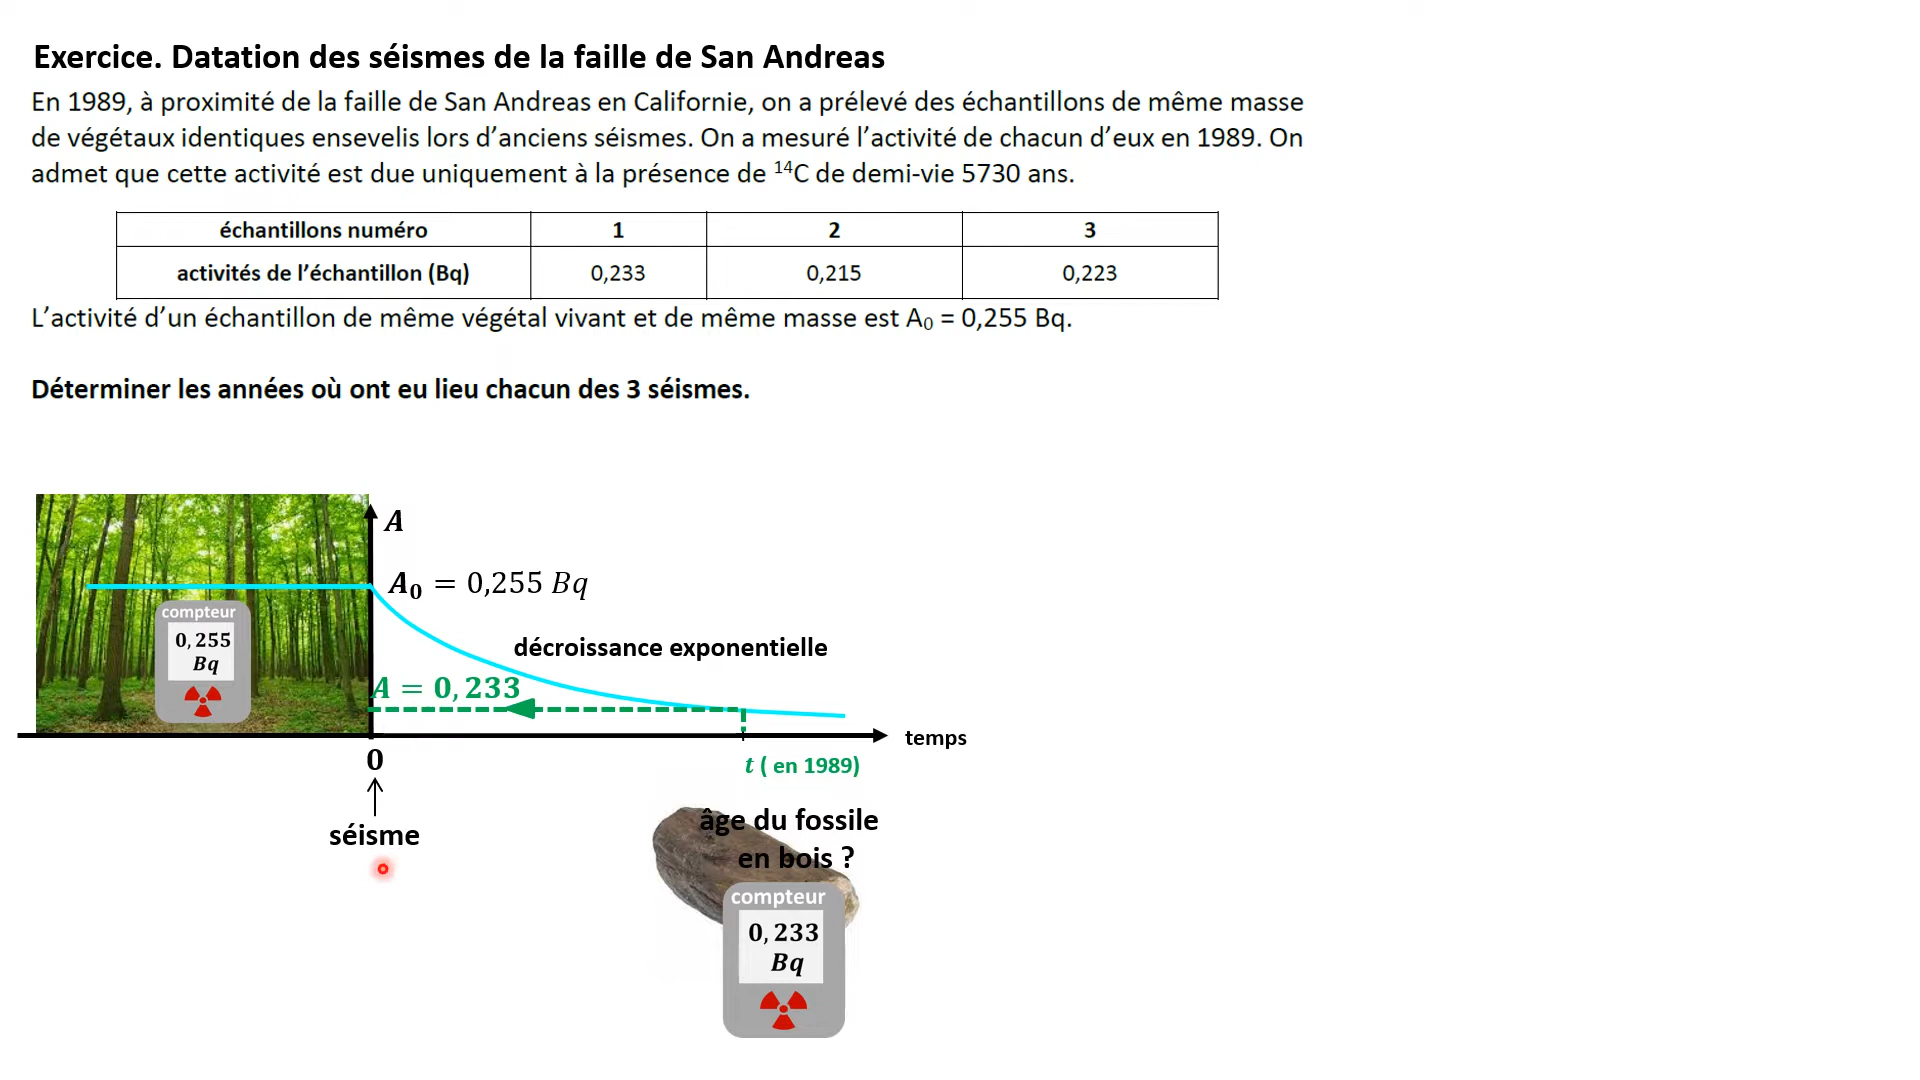 Exercice. Datation des séismes de la faille de San Andreas
En 1989, à proximité de la faille de San Andreas en Californie, on a prélevé des échantillons de même masse
de végétaux identiques ensevelis lors d’anciens séismes. On a mesuré l’activité de chacun d’eux en 1989. On
admet que cette activité est due uniquement à la présence de ¹⁴C de demi-vie 5730 ans.
échantillons numéro 1 2 3
activités de l’échantillon (Bq) 0,233 0,215 0,223
L’activité d’un échantillon de même végétal vivant et de même masse est A₀ = 0,255 Bq.
Déterminer les années où ont eu lieu chacun des 3 séismes.
A
A₀ = 0,255 Bq
compteur
0,255
Bq
décroissance exponentielle
A = 0,233
temps
0
t ( en 1989)
séisme
âge du fossile
en bois ?
compteur
0,233
Bq